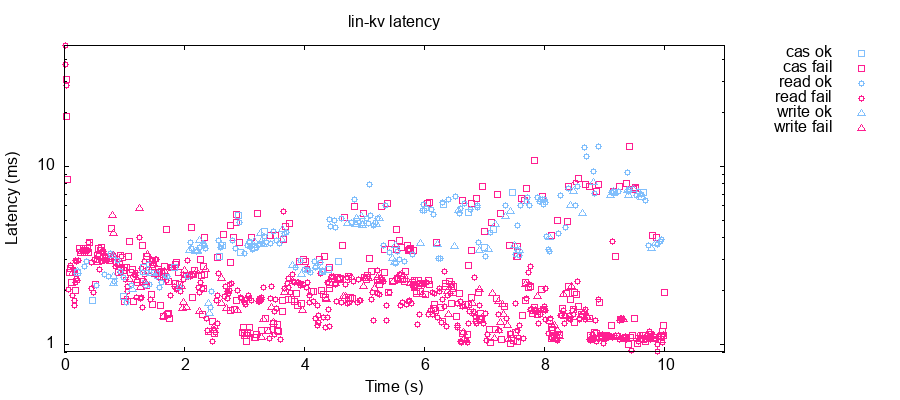 lin-kv latency
cas ok
cas fail
read ok
read fail
write ok
write fail
Latency (ms)
10
1
0 2 4 6 8 10
Time (s)